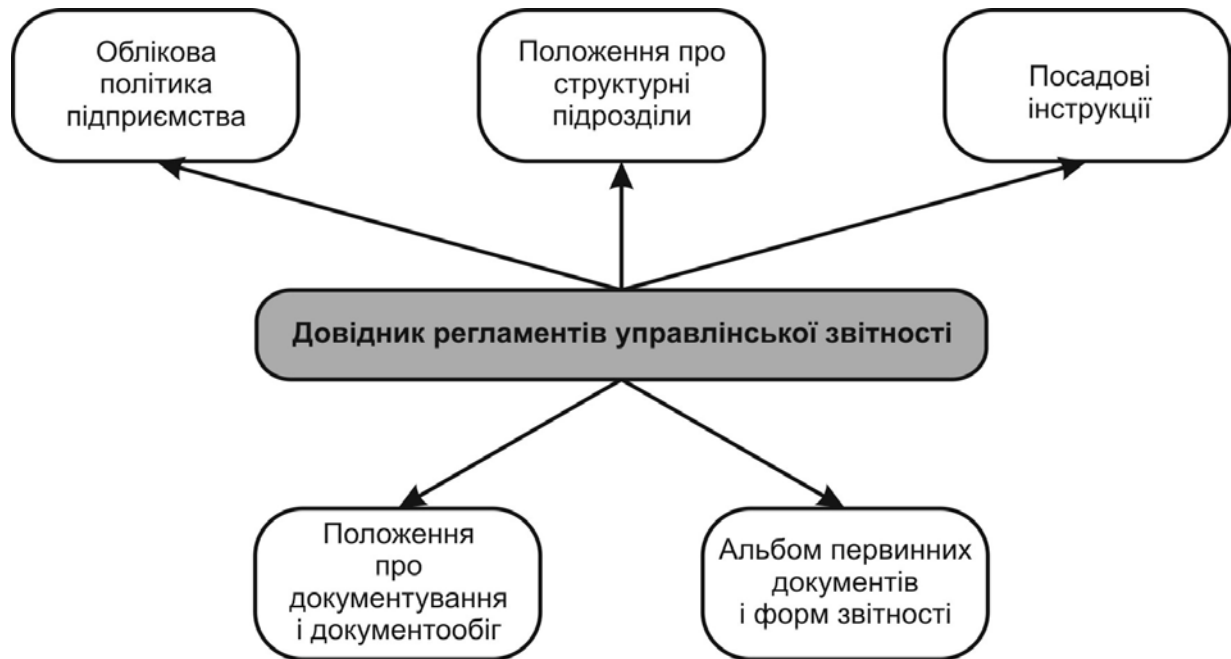 Облікова
політика
підприємства
Положення про
структурні
підрозділи
Посадові
інструкції
Довідник регламентів управлінської звітності
Положення
про
документування
і документообіг
Альбом первинних
документів
і форм звітності